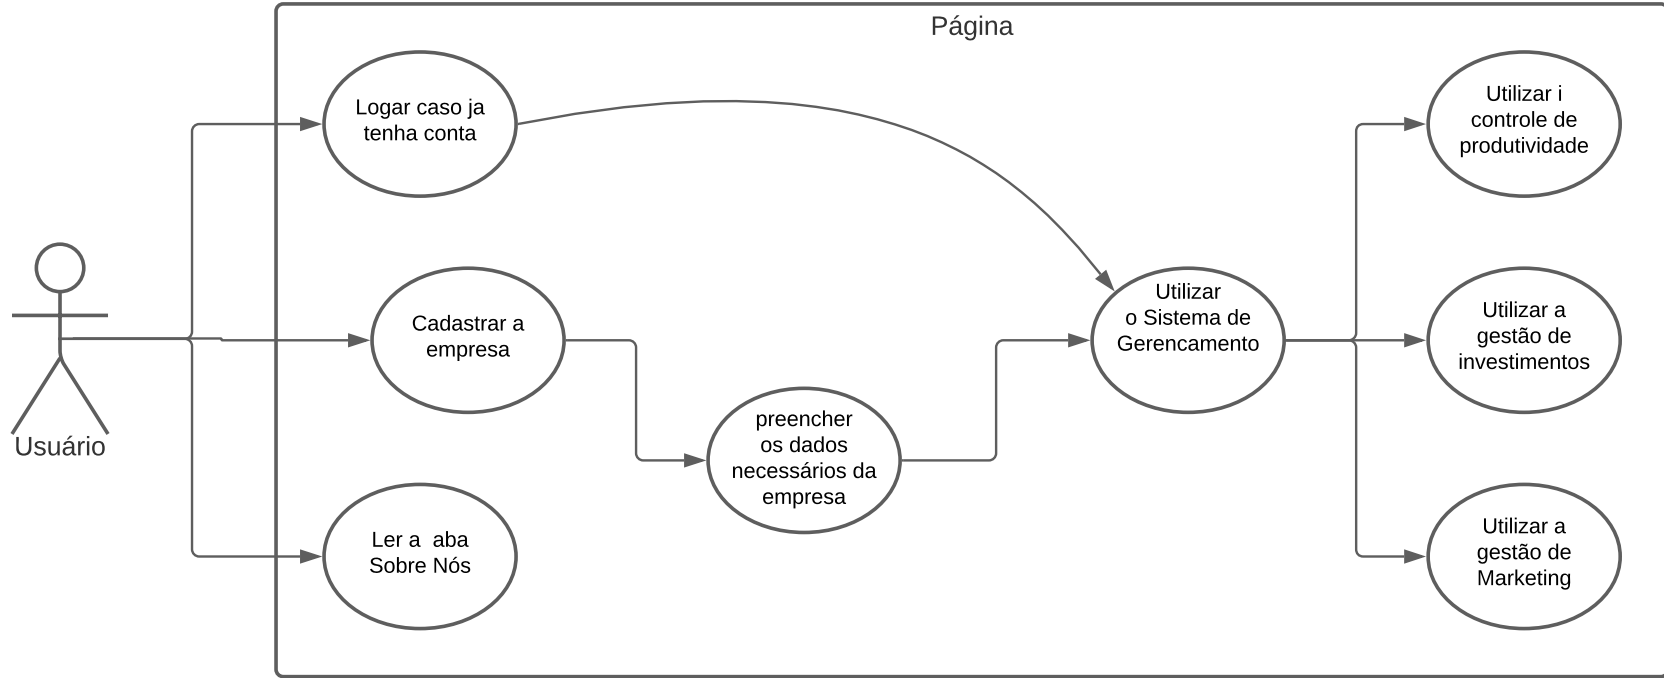 Página
Logar caso ja
tenha conta
Utilizar i
controle de
produtividade
Usuário
Cadastrar a
empresa
Utilizar
o Sistema de
Gerencamento
Utilizar a
gestão de
investimentos
preencher
os dados
necessários da
empresa
Ler a  aba
Sobre Nós
Utilizar a
gestão de
Marketing